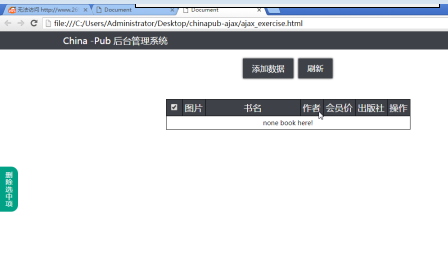 无法访问 http://www.2
Document
Document
file:///C:/Users/Administrator/Desktop/chinapub-ajax/ajax_exercise.html
China -Pub 后台管理系统
添加数据 刷新
图片 书名 作者 会员价 出版社 操作
none book here!
删除选中项